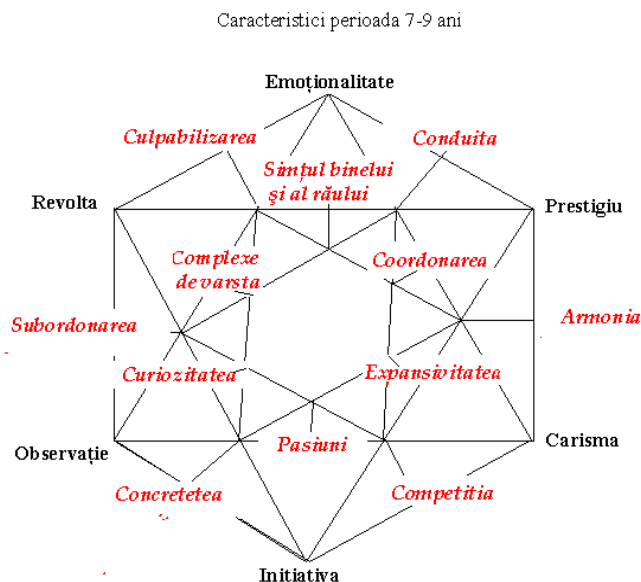 Caracteristici perioada 7-9 ani
Emoționalitate
Culpabilizarea
Conduita
Simțul binelui
şi al răului
Revolta
Prestigiu
Complexe
de varsta
Coordonarea
Subordonarea
Armonia
Curiozitatea
Expansivitatea
Observație
Pasiuni
Carisma
Concretetea
Competitia
Initiativa